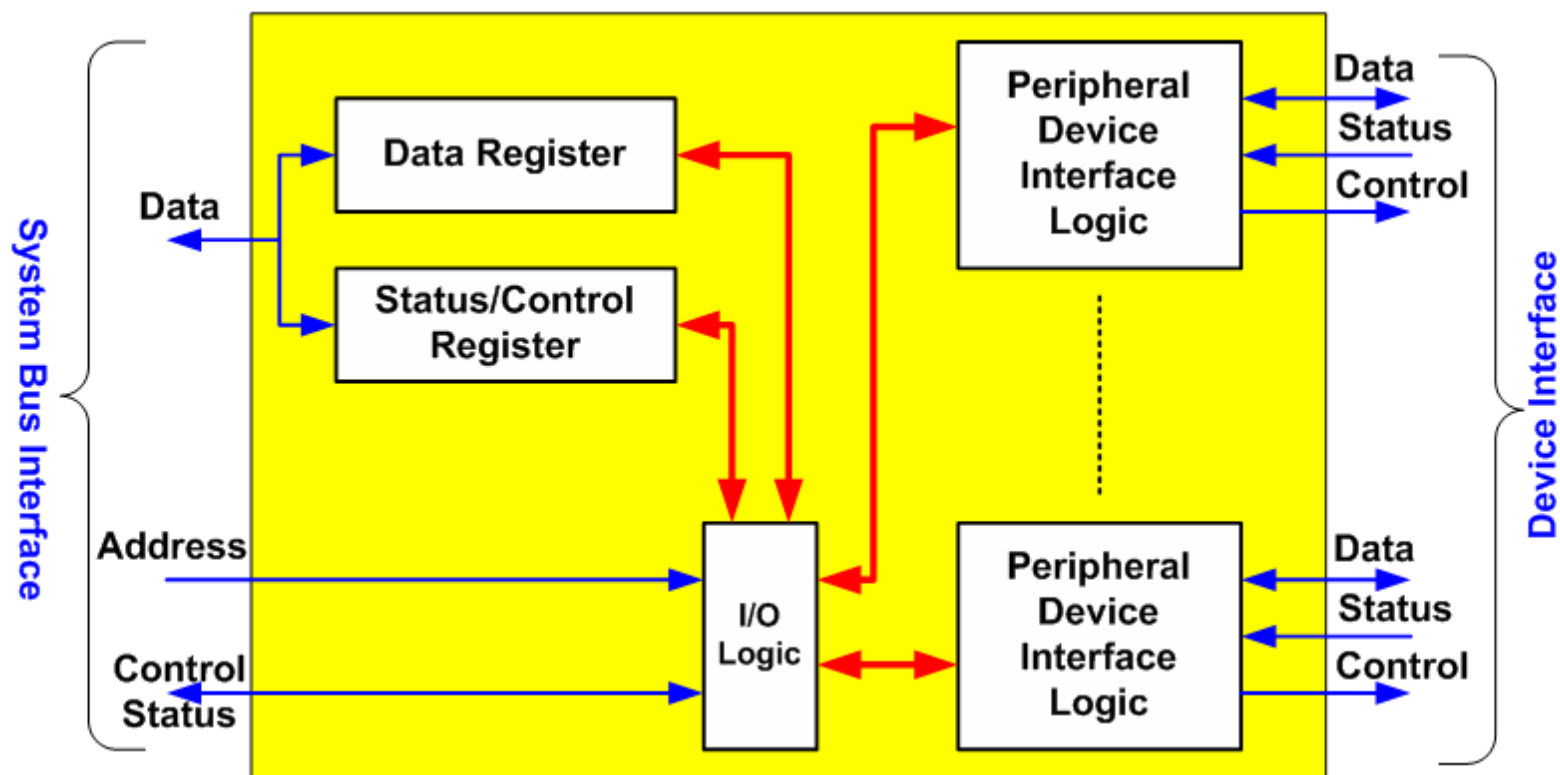 System Bus Interface
Data
Address
Control
Status
Data Register
Status/Control
Register
I/O
Logic
Peripheral
Device
Interface
Logic
Peripheral
Device
Interface
Logic
Data
Status
Control
Data
Status
Control
Device Interface